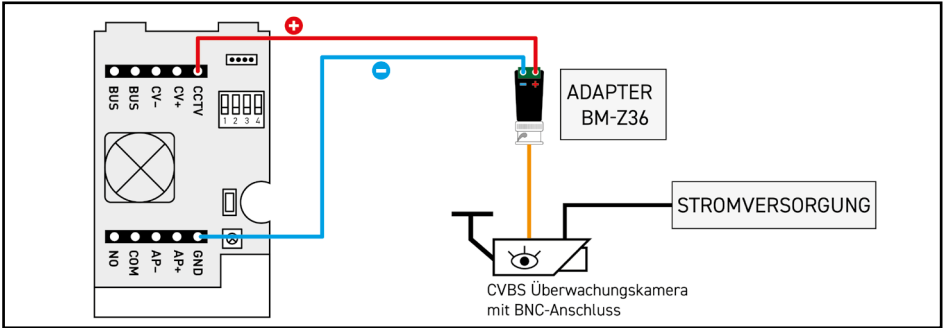 BUS
BUS
CV-
CV+
CCTV
1 2 3 4
NO
COM
AP-
AP+
GND
+
−
− +
ADAPTER
BM-Z36
STROMVERSORGUNG
CVBS Überwachungskamera
mit BNC-Anschluss